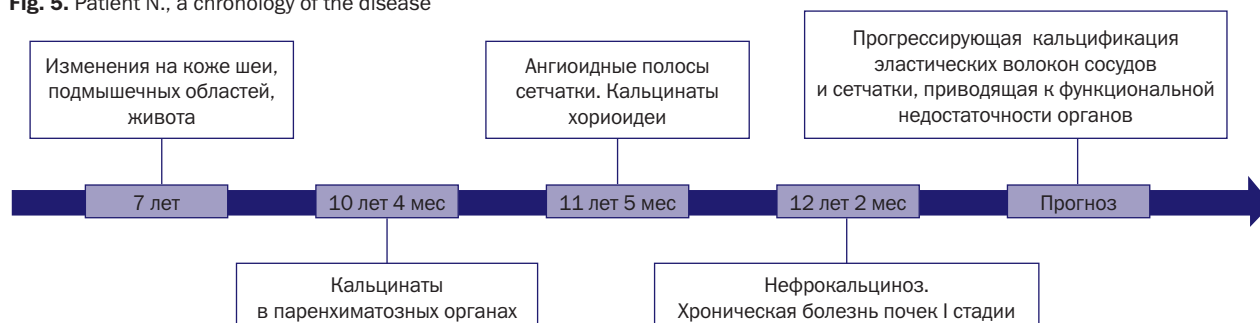 Fig. 5. Patient N., a chronology of the disease
Изменения на коже шеи,
подмышечных областей,
живота
Ангиоидные полосы
сетчатки. Кальцинаты
хориоидеи
Прогрессирующая кальцификация
эластических волокон сосудов
и сетчатки, приводящая к функциональной
недостаточности органов
7 лет
10 лет 4 мес
11 лет 5 мес
12 лет 2 мес
Прогноз
Кальцинаты
в паренхиматозных органах
Нефрокальциноз.
Хроническая болезнь почек I стадии